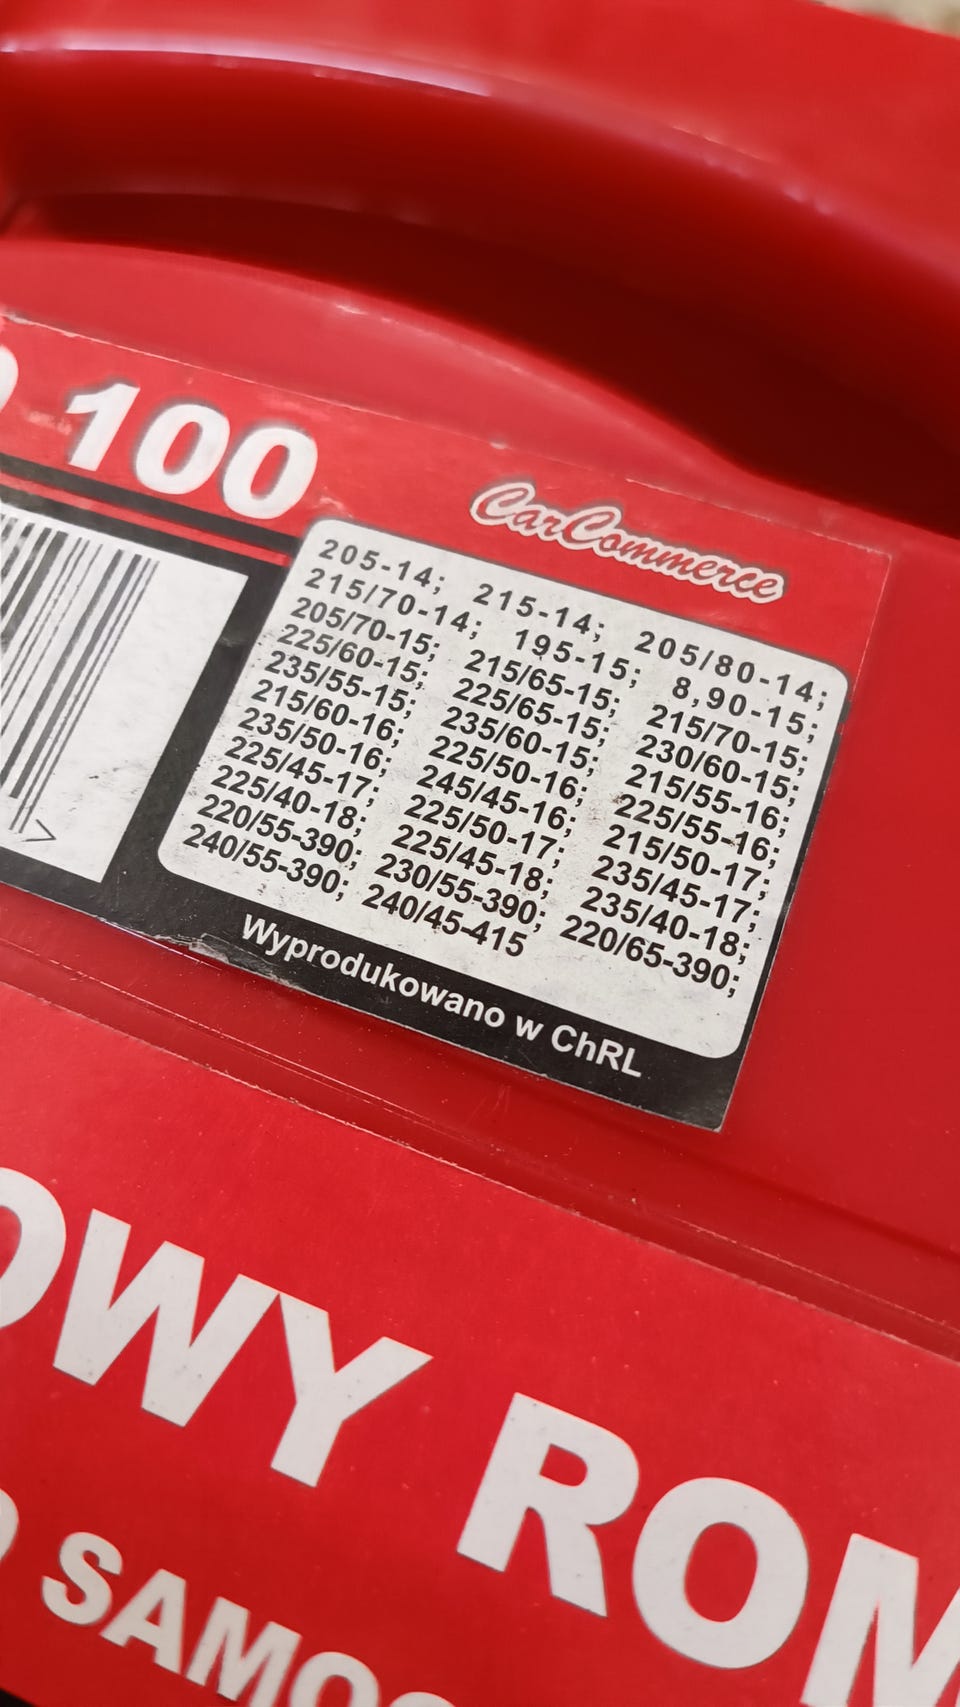 100
CarCommerce
205-14; 215-14; 205/80-14;
215/70-14; 195-15; 8,90-15;
205/70-15; 215/65-15; 215/70-15;
225/60-15; 225/65-15; 230/60-15;
235/55-15; 235/60-15; 215/55-16;
215/60-16; 225/50-16; 225/55-16;
235/50-16; 245/45-16; 215/50-17;
225/45-17; 225/50-17; 235/45-17;
225/40-18; 225/45-18; 235/40-18;
220/55-390; 230/55-390; 220/65-390;
240/55-390; 240/45-415
Wyprodukowano w ChRL
OWY ROM
SAMO